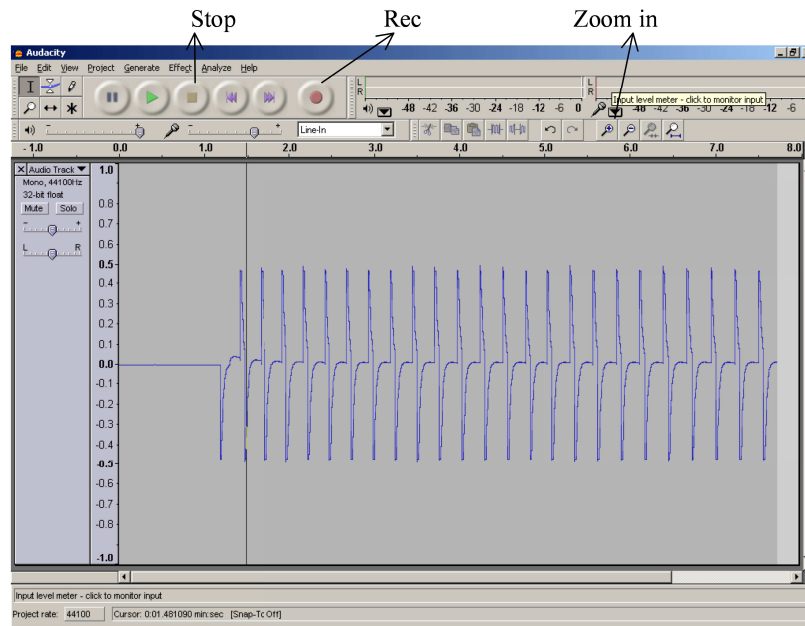 Stop Rec Zoom in
Audacity
File Edit View Project Generate Effect Analyze Help
L
R
-48 -42 -36 -30 -24 -18 -12 -6 0
L
R
Input level meter - click to monitor input
-48 -42 -36 -30 -24 -18 -12 -6
- + - + Line-In
- 1.0 0.0 1.0 2.0 3.0 4.0 5.0 6.0 7.0 8.0
Audio Track
Mono, 44100Hz
32-bit float
Mute Solo
- +
L R
1.0
0.8
0.7
0.6
0.5
0.4
0.3
0.2
0.1
0.0
-0.1
-0.2
-0.3
-0.4
-0.5
-0.6
-0.7
-0.8
-1.0
Input level meter - click to monitor input
Project rate: 44100 Cursor: 0:01.481090 min:sec [Snap-To Off]